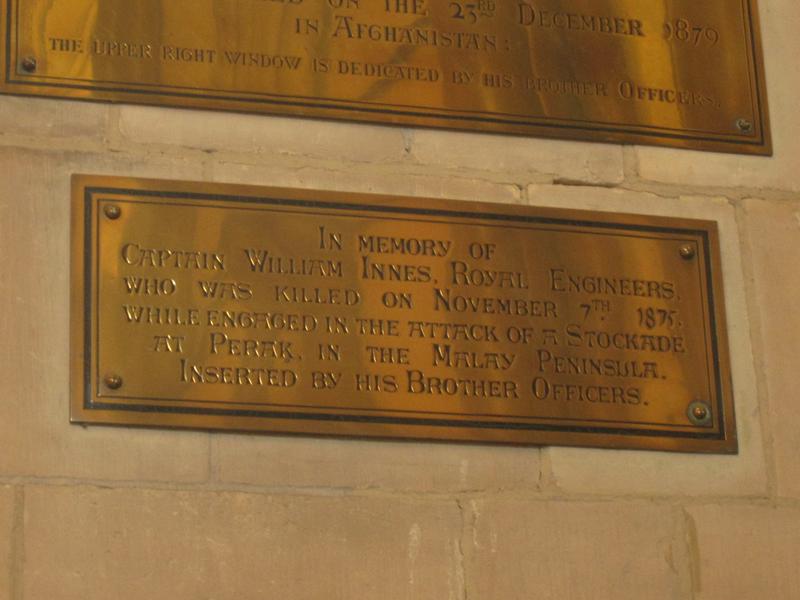 ON THE 23RD DECEMBER 1879
IN AFGHANISTAN:
THE UPPER RIGHT WINDOW IS DEDICATED BY HIS BROTHER OFFICERS.
IN MEMORY OF
CAPTAIN WILLIAM INNES, ROYAL ENGINEERS,
WHO WAS KILLED ON NOVEMBER 7TH 1875.
WHILE ENGAGED IN THE ATTACK OF A STOCKADE
AT PERAK, IN THE MALAY PENINSULA.
INSERTED BY HIS BROTHER OFFICERS.